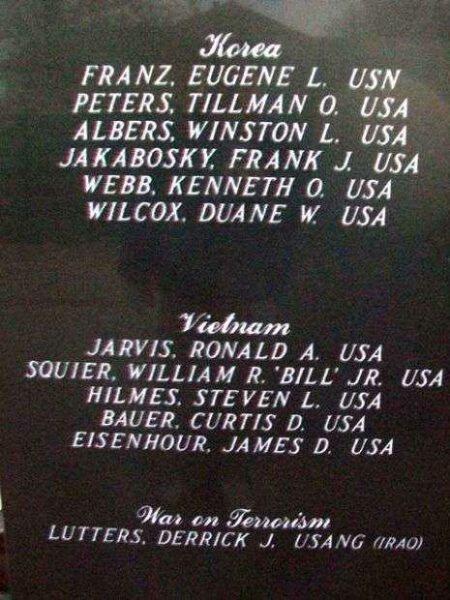 Korea
FRANZ, EUGENE L. USN
PETERS, TILLMAN O. USA
ALBERS, WINSTON L. USA
JAKABOSKY, FRANK J. USA
WEBB, KENNETH O. USA
WILCOX, DUANE W. USA
Vietnam
JARVIS, RONALD A. USA
SQUIER, WILLIAM R. 'BILL' JR. USA
HILMES, STEVEN L. USA
BAUER, CURTIS D. USA
EISENHOUR, JAMES D. USA
War on Terrorism
LUTTERS, DERRICK J. USANG (IRAQ)